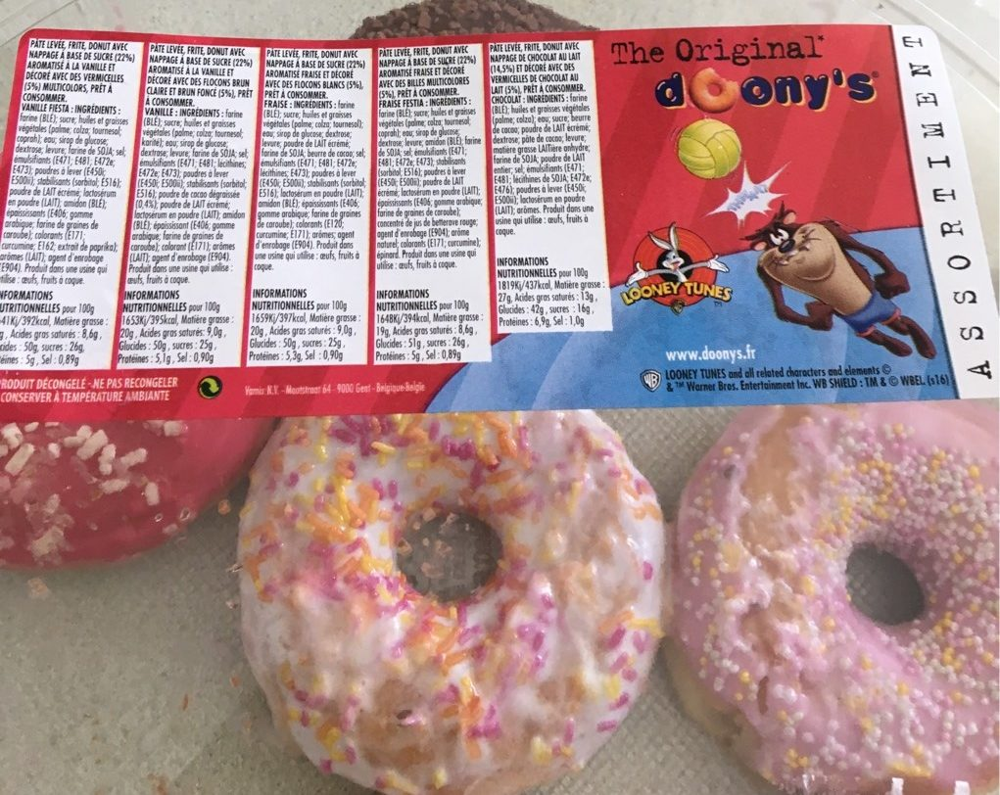 PÂTE LEVÉE, FRITE, DONUT AVEC
NAPPAGE À BASE DE SUCRE (22%)
AROMATISÉ À LA VANILLE ET
DÉCORÉ AVEC DES VERMICELLES
(5%) MULTICOLORS, PRÊT À
CONSOMMER.
VANILLE FIESTA : INGRÉDIENTS :
farine (BLÉ); sucre; huiles et graisses
végétales (palme; colza; tournesol;
coprah); eau; sirop de glucose;
dextrose; levure; farine de SOJA; sel;
émulsifiants (E471; E481; E472e;
E473); poudres à lever (E450i;
E500ii); stabilisants (sorbitol; E516);
poudre de LAIT écrémé; lactosérum
en poudre (LAIT); amidon (BLÉ);
épaississants (E406; gomme
arabique; farine de graines de
caroube); colorants (E171;
curcumine; E162, extrait de paprika);
arômes (LAIT); agent d'enrobage
(E904). Produit dans une usine qui
utilise : œufs, fruits à coque.
INFORMATIONS
NUTRITIONNELLES pour 100g
41Kj/392kcal, Matière grasse :
g, Acides gras saturés : 8,6g,
cides : 50g, sucres : 26g,
éines : 5g, Sel : 0,89g
PÂTE LEVÉE, FRITE, DONUT AVEC
NAPPAGE À BASE DE SUCRE (22%)
AROMATISÉ À LA VANILLE ET
DÉCORÉ AVEC DES FLOCONS BRUN
CLAIRE ET BRUN FONCÉ (5%), PRÊT
À CONSOMMER.
VANILLE : INGRÉDIENTS : farine
(BLÉ); sucre; huiles et graisses
végétales (palme; colza; tournesol;
karité); eau; sirop de glucose;
dextrose; levure; farine de SOJA; sel;
émulsifiants (E471; E481; lécithines;
E472e; E473); poudres à lever
(E450i; E500ii); stabilisants (sorbitol;
E516); poudre de cacao dégraissée
(0,4%); poudre de LAIT écrémé;
lactosérum en poudre (LAIT); amidon
(BLÉ); épaississant (E406; gomme
arabique; farine de graines de
caroube); colorant (E171); arômes
(LAIT); agent d'enrobage (E904).
Produit dans une usine qui utilise :
œufs, fruits à coque.
INFORMATIONS
NUTRITIONNELLES pour 100g
1653Kj/395kcal, Matière grasse :
20g, Acides gras saturés : 9,0g,
Glucides : 50g, sucres : 25g,
Protéines : 5,1g, Sel : 0,90g
PÂTE LEVÉE, FRITE, DONUT AVEC
NAPPAGE À BASE DE SUCRE (22%)
AROMATISÉ FRAISE ET DÉCORÉ
AVEC DES FLOCONS BLANCS (5%),
PRÊT À CONSOMMER.
FRAISE : INGRÉDIENTS : farine
(BLÉ); sucre; huiles et graisses
végétales (palme; colza; tournesol);
eau; sirop de glucose; dextrose;
levure; poudre de LAIT écrémé;
farine de SOJA; beurre de cacao; sel;
émulsifiants (E471; E481; E472e;
lécithines; E473); poudres à lever
(E450i; E500ii); stabilisants (sorbitol;
E516); lactosérum en poudre (LAIT);
amidon (BLÉ); épaississants (E406;
gomme arabique; farine de graines
de caroube); colorants (E120;
curcumine; E171); arômes; agent
d'enrobage (E904). Produit dans
une usine qui utilise : œufs, fruits à
coque.
INFORMATIONS
NUTRITIONNELLES pour 100g
1659Kj/397kcal, Matière grasse :
20g, Acides gras saturés : 9,0g,
Glucides : 50g, sucres : 25g,
Protéines : 5,3g, Sel : 0,90g
PÂTE LEVÉE, FRITE, DONUT AVEC
NAPPAGE À BASE DE SUCRE (22%)
AROMATISÉ FRAISE ET DÉCORÉ
AVEC DES BILLES MULTICOLORES
(5%), PRÊT À CONSOMMER.
FRAISE FESTIA : INGRÉDIENTS :
farine (BLÉ); sucre; huiles et graisses
végétales (palme; colza; tournesol;
coprah); eau; sirop de glucose;
dextrose; levure; amidon (BLÉ); farine
de SOJA; sel; émulsifiants (E471;
E481; E472e; E473); stabilisants
(sorbitol; E516); poudres à lever
(E450i; E500ii); poudre de LAIT
écrémé; lactosérum en poudre (LAIT);
épaississants (E406; gomme arabique;
farine de graines de caroube);
concentré de jus de betterave rouge;
agent d'enrobage (E904); arôme
naturel; colorants (E171; curcumine);
épinard. Produit dans une usine qui
utilise : œufs, fruits à coque.
INFORMATIONS
NUTRITIONNELLES pour 100g
1648Kj/394kcal, Matière grasse :
19g, Acides gras saturés : 8,6g,
Glucides : 51g, sucres : 26g,
Protéines : 5g, Sel : 0,89g
PÂTE LEVÉE, FRITE, DONUT AVEC
NAPPAGE DE CHOCOLAT AU LAIT
(14,5%) ET DÉCORÉ AVEC DES
VERMICELLES DE CHOCOLAT AU
LAIT (5%), PRÊT À CONSOMMER.
CHOCOLAT : INGRÉDIENTS : farine
(BLÉ); huiles et graisses végétales
(palme; colza); eau; sucre; beurre
de cacao; poudre de LAIT écrémé;
dextrose; pâte de cacao; levure;
matière grasse LAITière anhydre;
farine de SOJA; poudre de LAIT
entier; sel; émulsifiants (E471;
E481; lécithines de SOJA; E472e;
E476); poudres à lever (E450i;
E500ii); lactosérum en poudre
(LAIT); arômes. Produit dans une
usine qui utilise : œufs, fruits à
coque.
INFORMATIONS
NUTRITIONNELLES pour 100g
1819Kj/437kcal, Matière grasse :
27g, Acides gras saturés : 13g,
Glucides : 42g, sucres : 16g,
Protéines : 6,9g, Sel : 1,0g
PRODUIT DÉCONGELÉ - NE PAS RECONGELER
CONSERVER À TEMPÉRATURE AMBIANTE
Vamix N.V. - Moutstraat 64 - 9000 Gent - Belgique-België
The Original*
doony's®
LOONEY TUNES™
www.doonys.fr
WB
LOONEY TUNES and all related characters and elements ©
& ™ Warner Bros. Entertainment Inc. WB SHIELD : TM & © WBEI. (s16)
ASSORTIMENT